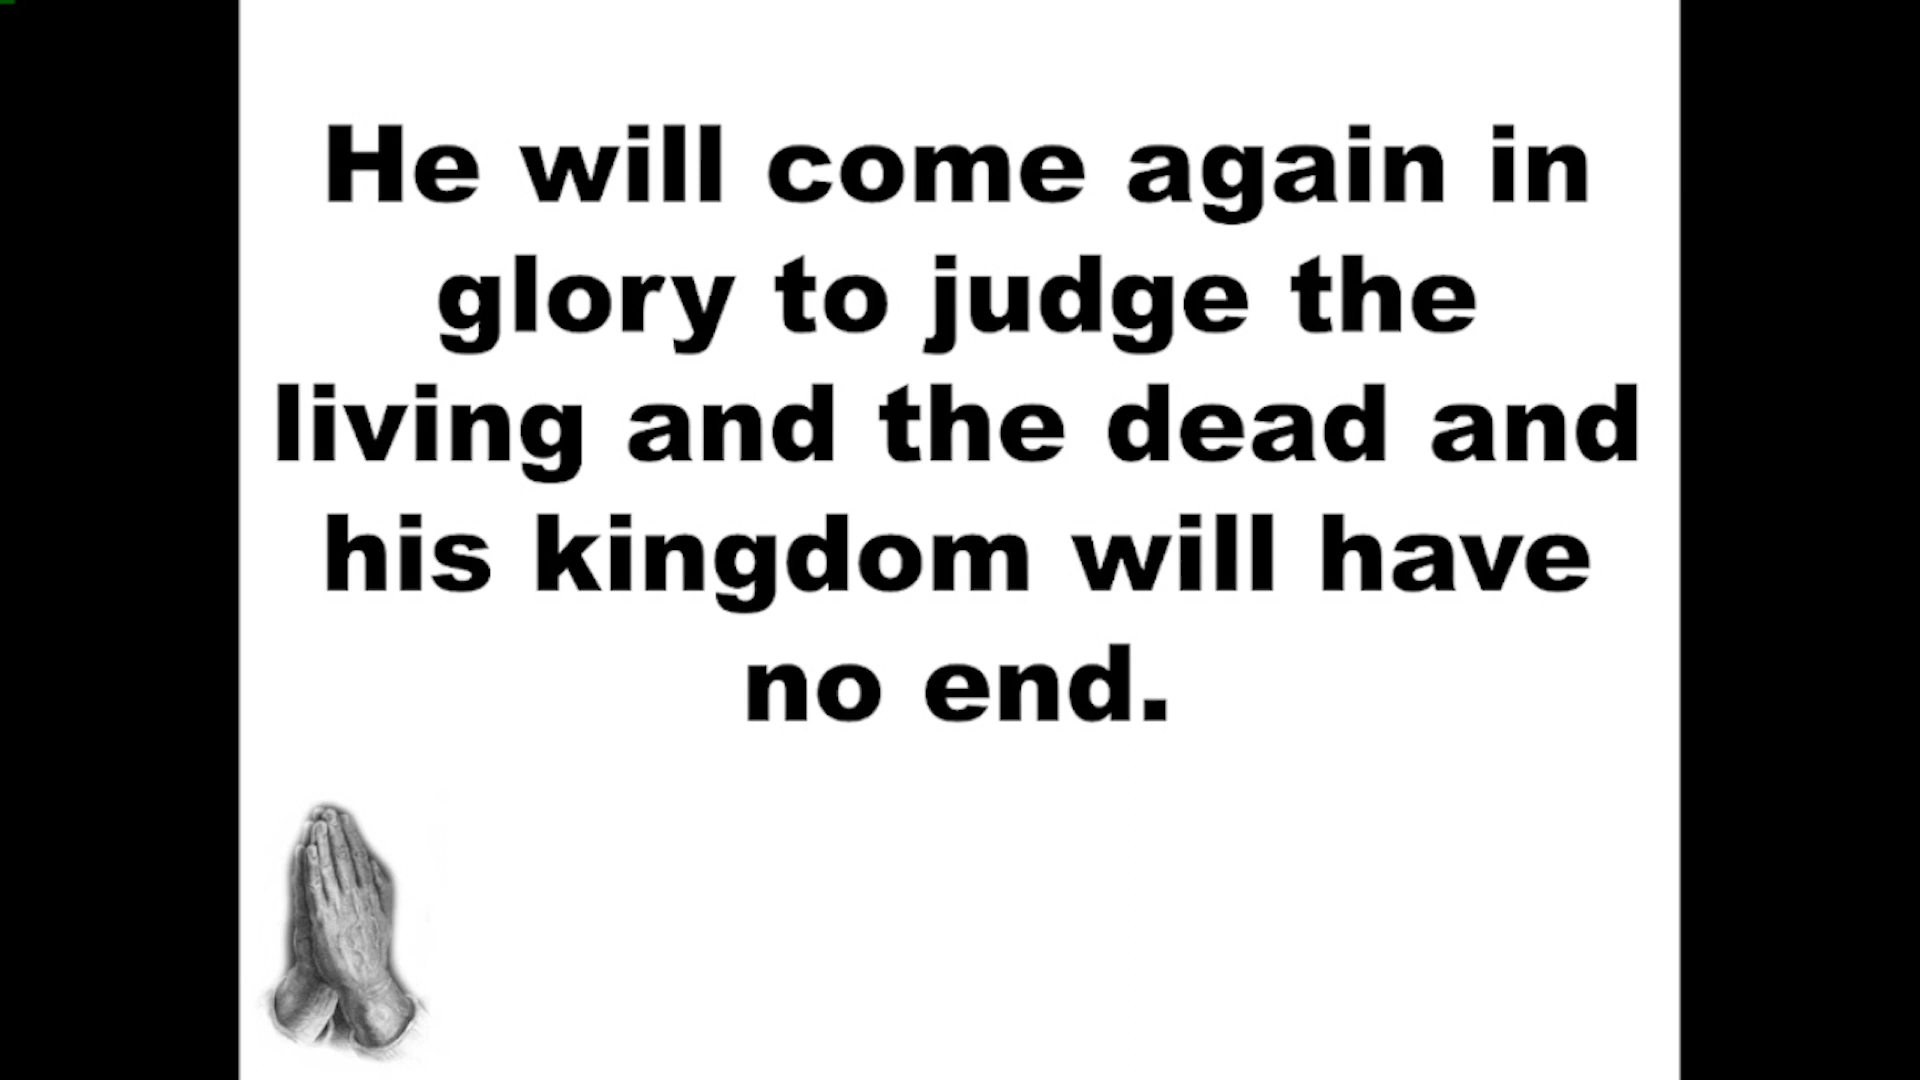 He will come again in
glory to judge the
living and the dead and
his kingdom will have
no end.